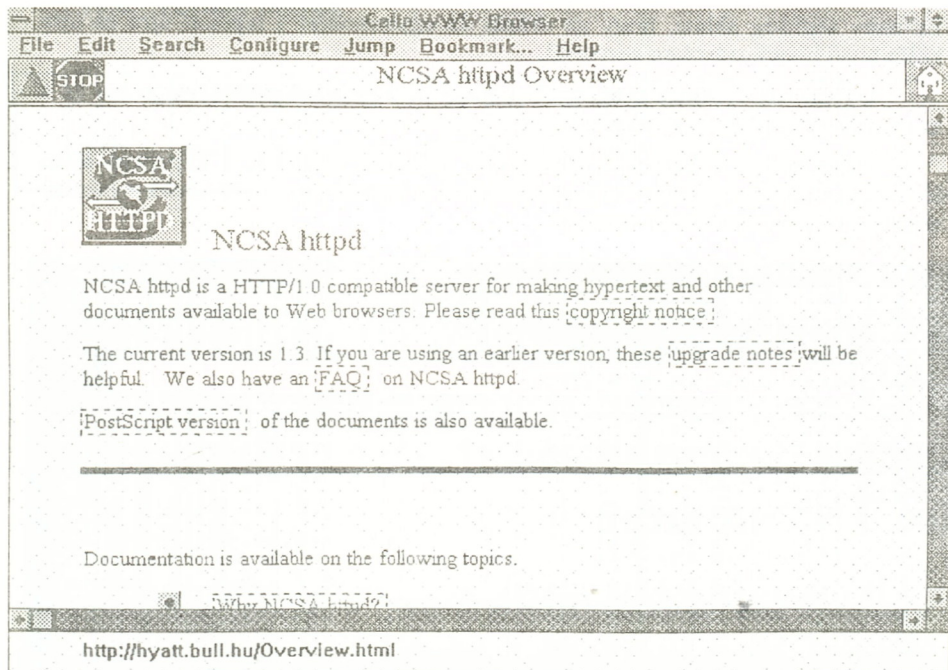 Cello WWW Browser
File Edit Search Configure Jump Bookmark... Help
STOP
NCSA httpd Overview
NCSA
HTTPD
NCSA httpd
NCSA httpd is a HTTP/1.0 compatible server for making hypertext and other
documents available to Web browsers. Please read this copyright notice
The current version is 1.3. If you are using an earlier version, these upgrade notes will be
helpful. We also have an FAQ on NCSA httpd.
PostScript version of the documents is also available.
Documentation is available on the following topics.
Why NCSA httpd?
http://hyatt.bull.hu/Overview.html